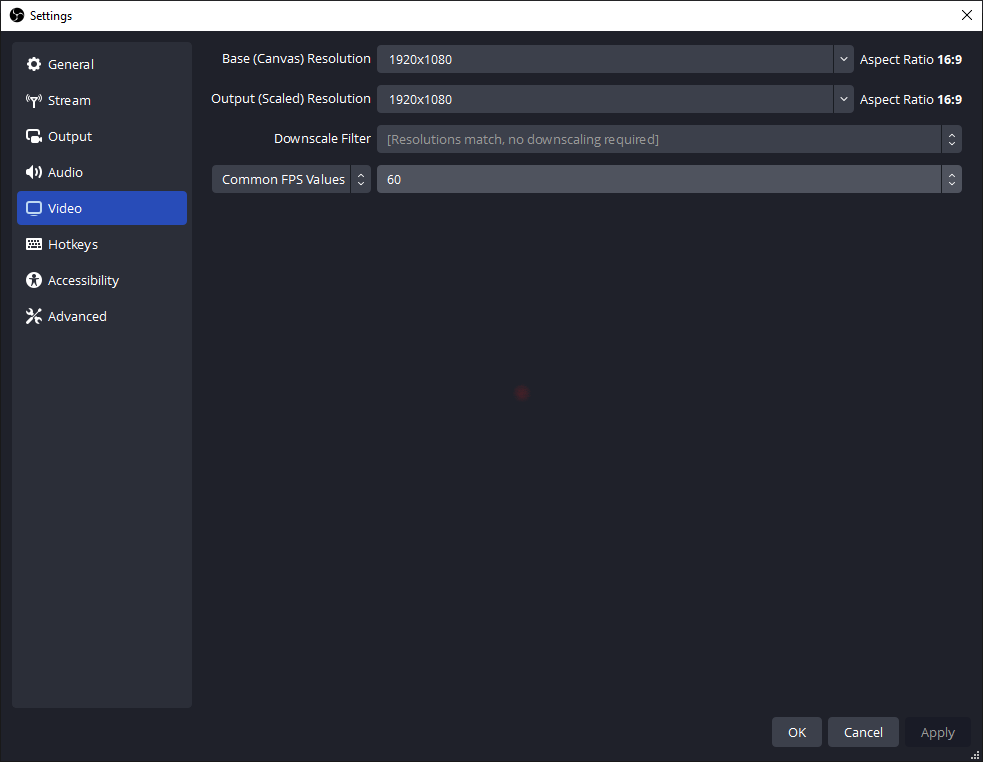 Settings
General
Stream
Output
Audio
Video
Hotkeys
Accessibility
Advanced
Base (Canvas) Resolution 1920x1080 Aspect Ratio 16:9
Output (Scaled) Resolution 1920x1080 Aspect Ratio 16:9
Downscale Filter [Resolutions match, no downscaling required]
Common FPS Values 60
OK Cancel Apply